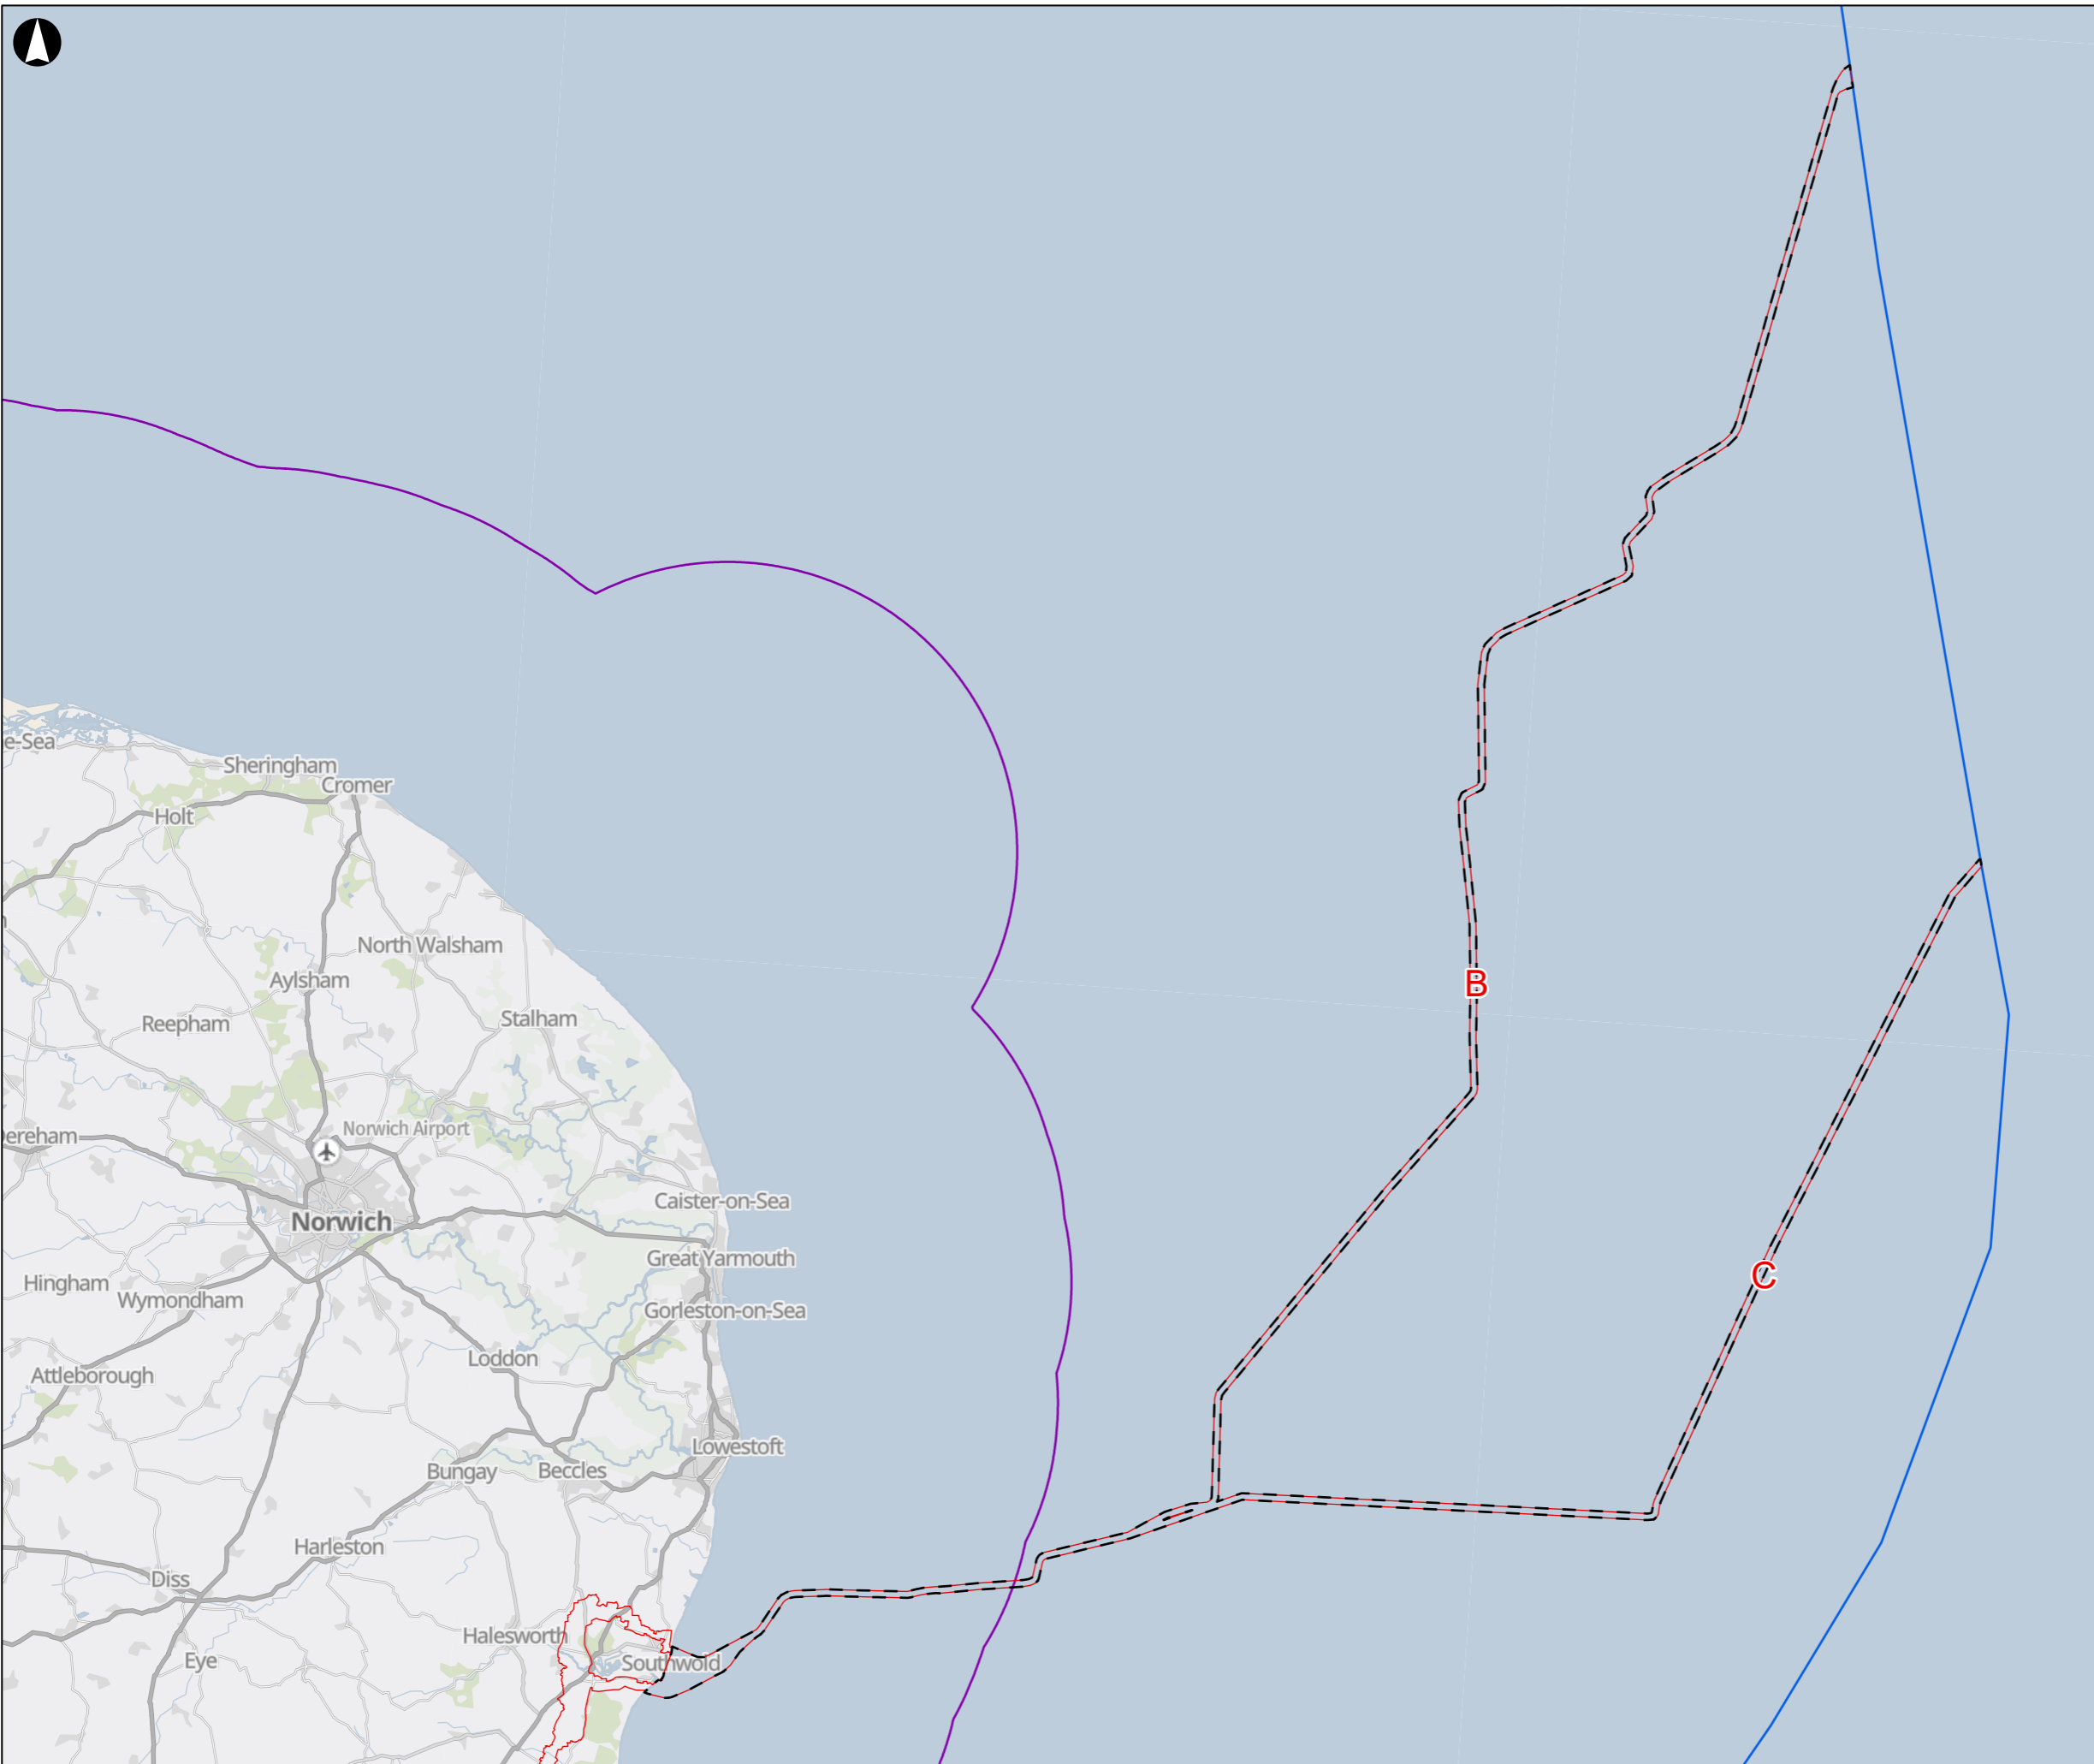 e-Sea
Sheringham
Cromer
Holt
North Walsham
Aylsham
B
Reepham
Stalham
Norwich Airport
Dereham
Caister-on-Sea
Norwich
Great Yarmouth
C
Hingham
Wymondham
Gorleston-on-Sea
Loddon
Attleborough
Lowestoft
Bungay
Beccles
Harleston
Diss
Halesworth
Southwold
Eye